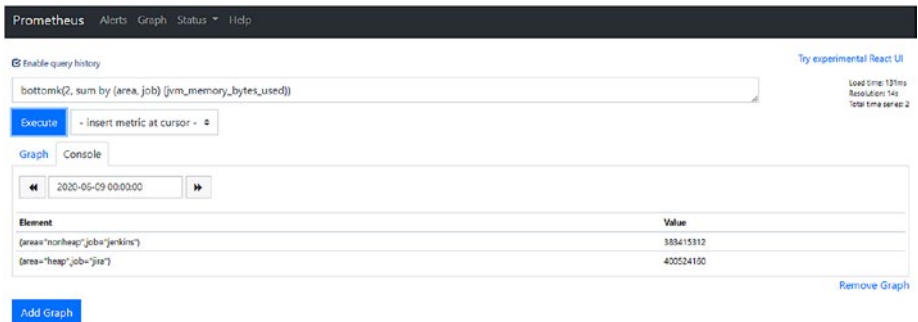 Prometheus Alerts Graph Status Help
Enable query history
Try experimental React UI
bottomk(2, sum by (area, job) (jvm_memory_bytes_used))
Load time: 131ms
Resolution: 14s
Total time series: 2
Execute
- insert metric at cursor -
Graph Console
2020-06-09 00:00:00
Element Value
{area="nonheap",job="jenkins"} 383415312
{area="heap",job="jira"} 400524160
Remove Graph
Add Graph